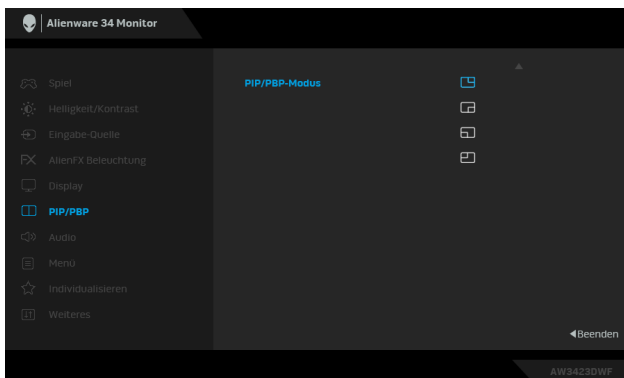 Alienware 34 Monitor
Spiel
PIP/PBP-Modus
Helligkeit/Kontrast
Eingabe-Quelle
FX AlienFX Beleuchtung
Display
PIP/PBP
Audio
Menü
Individualisieren
Weiteres
Beenden
AW3423DWF